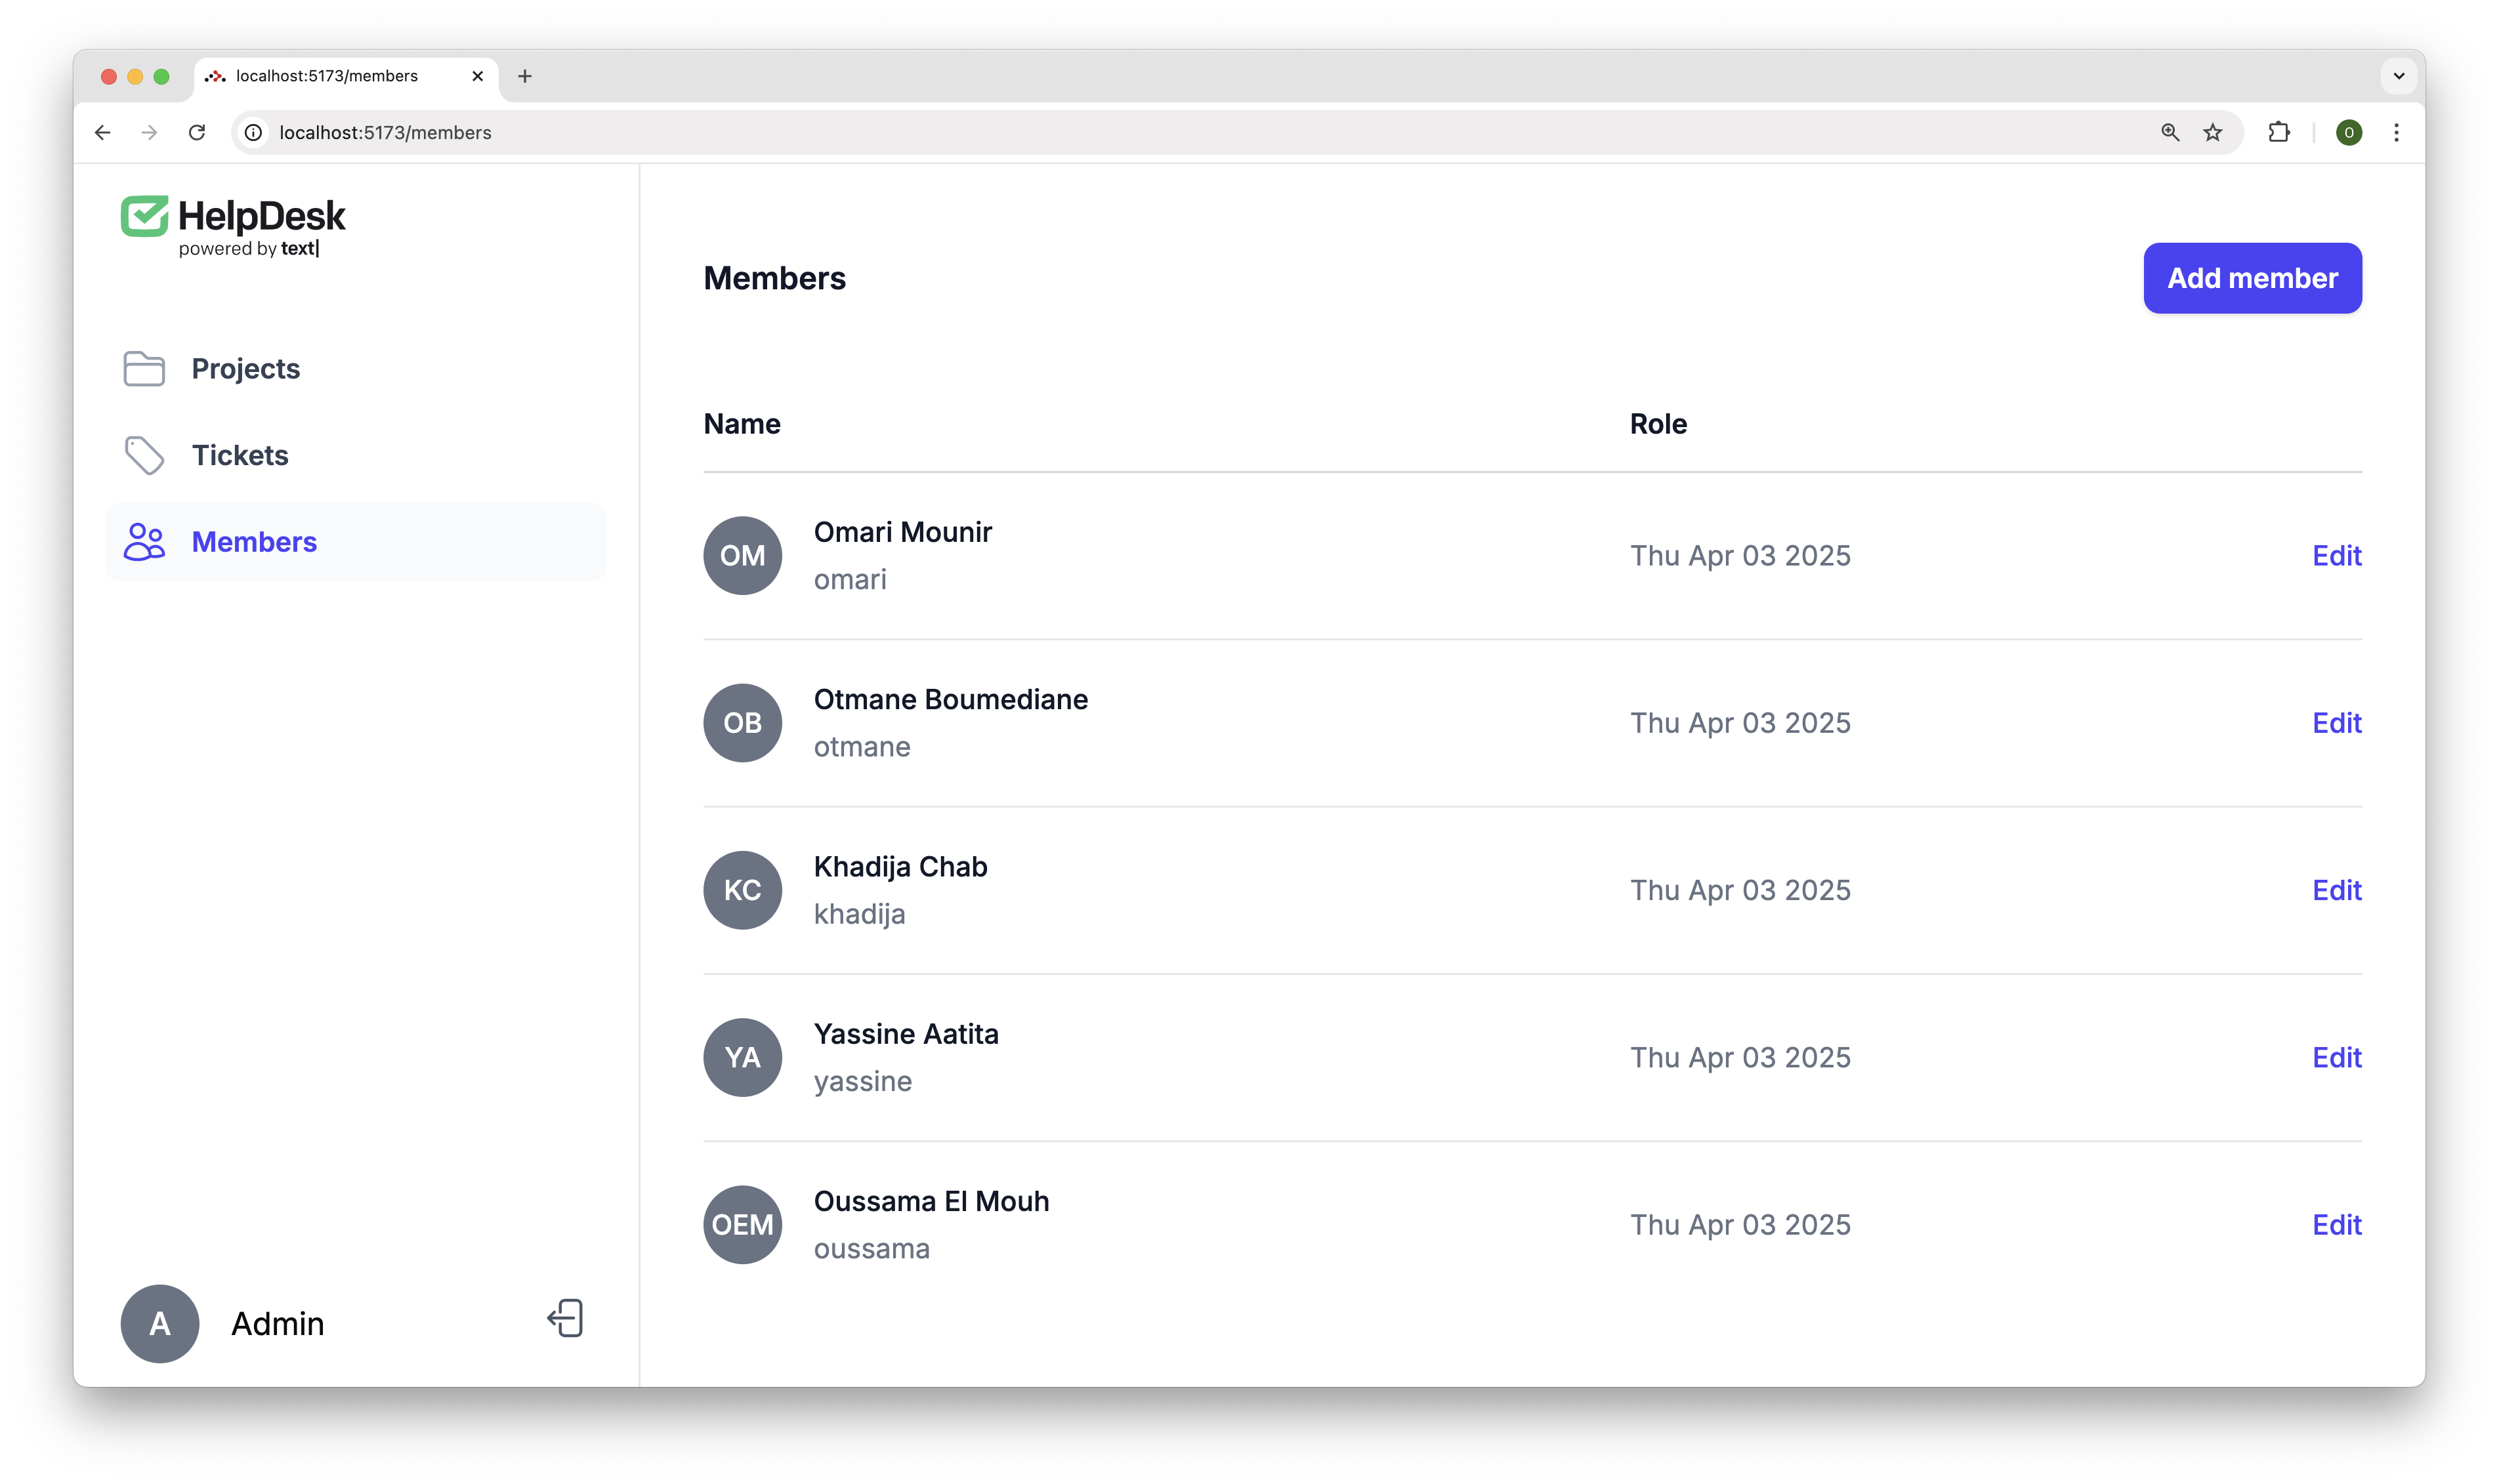 localhost:5173/members
localhost:5173/members
O
HelpDesk
powered by text|
Projects
Tickets
Members
A
Admin
Members
Add member
Name Role
OM Omari Mounir Thu Apr 03 2025 Edit
omari
OB Otmane Boumediane Thu Apr 03 2025 Edit
otmane
KC Khadija Chab Thu Apr 03 2025 Edit
khadija
YA Yassine Aatita Thu Apr 03 2025 Edit
yassine
OEM Oussama El Mouh Thu Apr 03 2025 Edit
oussama